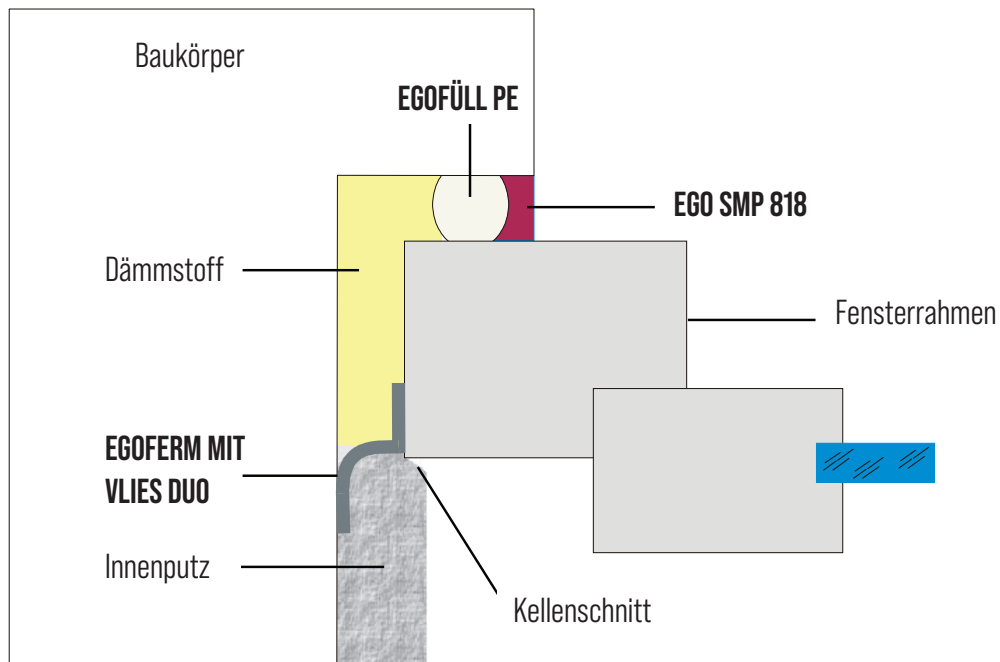 Baukörper
EGOFÜLL PE
EGO SMP 818
Dämmstoff
Fensterrahmen
EGOFERM MIT
VLIES DUO
Innenputz
Kellenschnitt